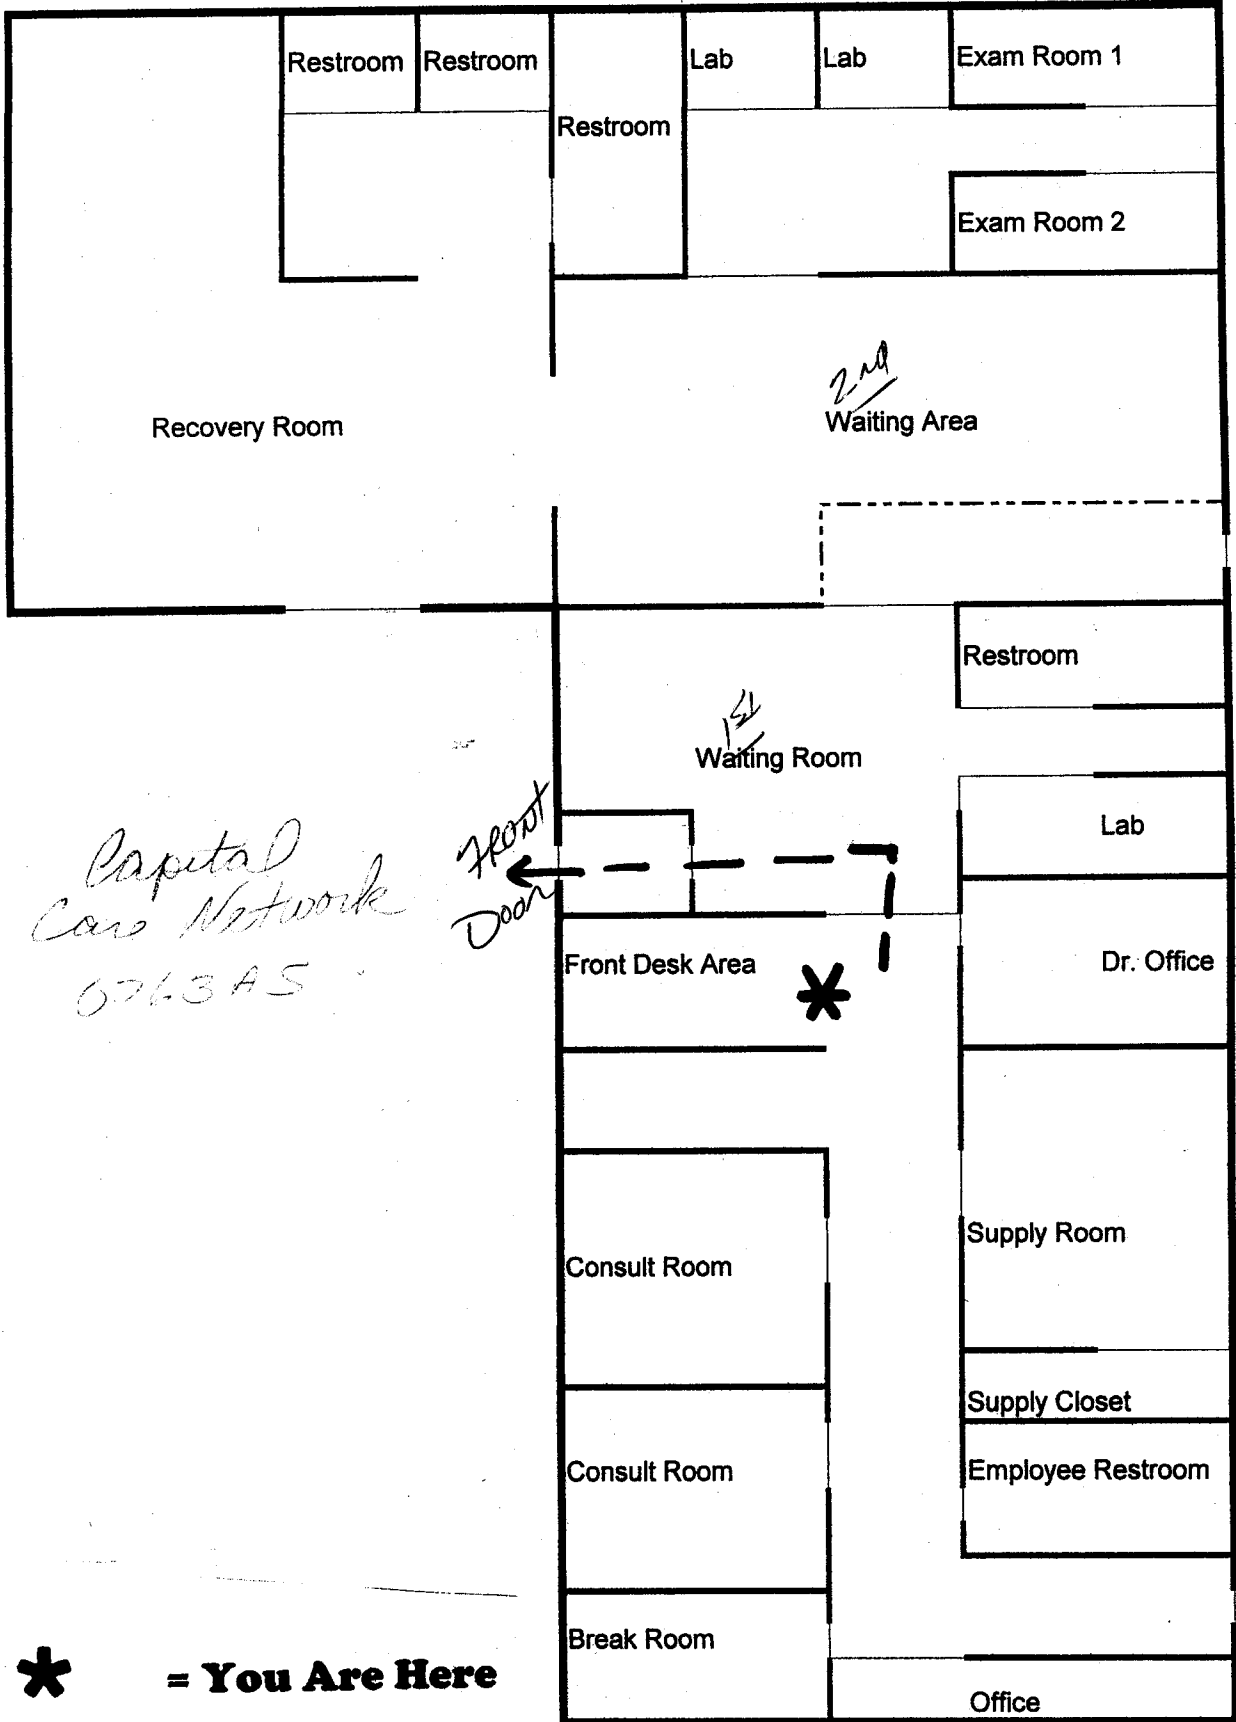 Restroom
Restroom
Lab
Lab
Exam Room 1
Restroom
Exam Room 2
2nd
Waiting Area
Recovery Room
Restroom
1st
Waiting Room
Lab
Front
Door
Capital
Care Network
0763AS
Front Desk Area
Dr. Office
Supply Room
Consult Room
Supply Closet
Consult Room
Employee Restroom
Break Room
= You Are Here
Office